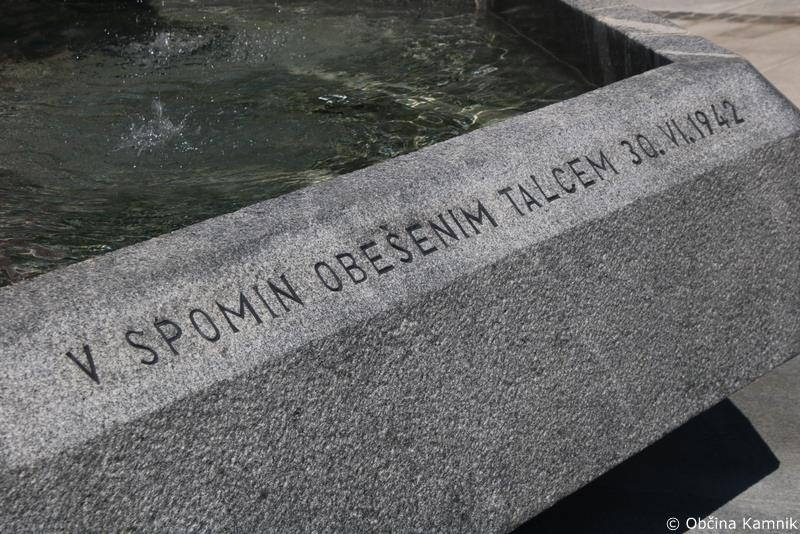 V SPOMIN OBEŠENIM TALCEM 30.VI.1942
© Občina Kamnik